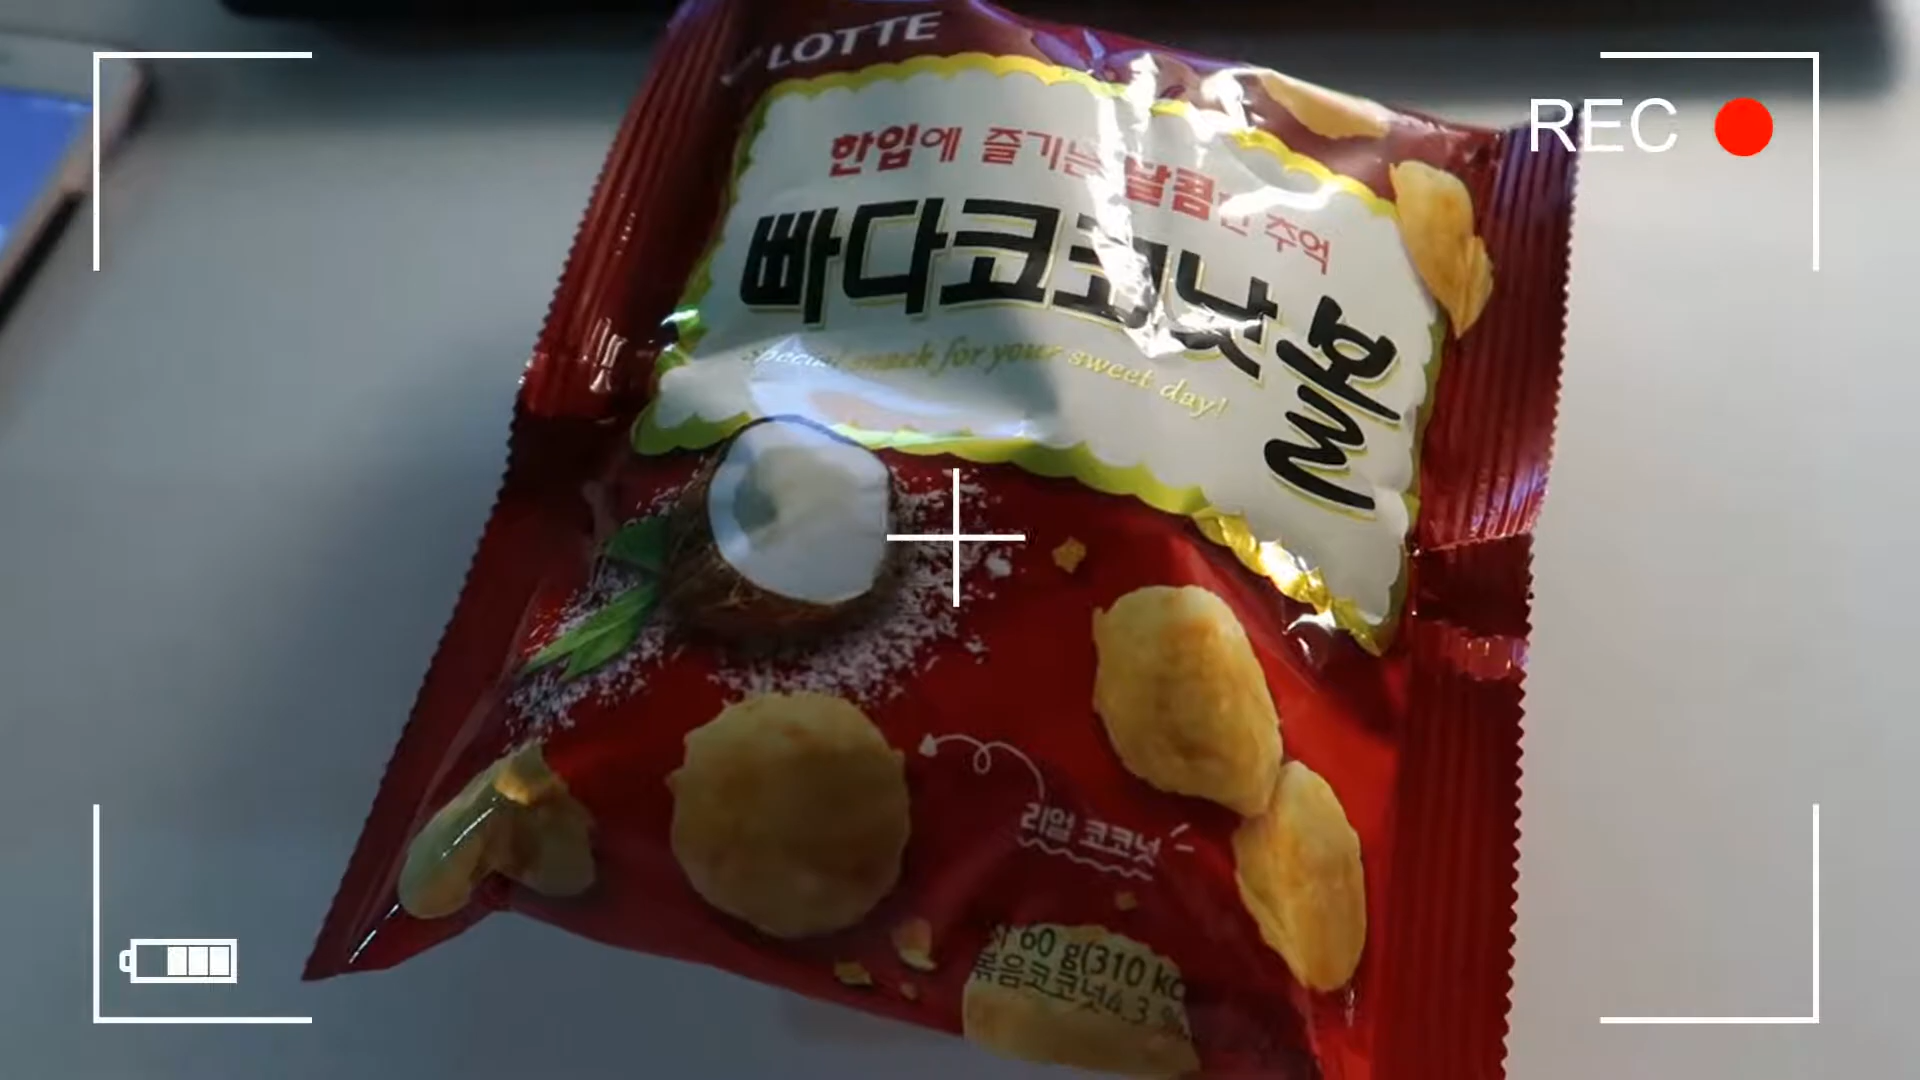 LOTTE
REC
한입에 즐기는 달콤한 추억
빠다코코낫
볼
Special snack for your sweet day!
리얼 코코넛
60 g(310 kc
볶음코코넛4.3 %